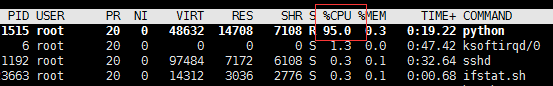 PID USER PR NI VIRT RES SHR S %CPU %MEM TIME+ COMMAND
1515 root 20 0 48632 14708 7108 R 95.0 0.3 0:19.22 python
6 root 20 0 0 0 0 S 1.3 0.0 0:47.42 ksoftirqd/0
1192 root 20 0 97484 7172 6108 S 0.3 0.1 0:32.64 sshd
3663 root 20 0 14312 3036 2776 S 0.3 0.1 0:00.68 ifstat.sh